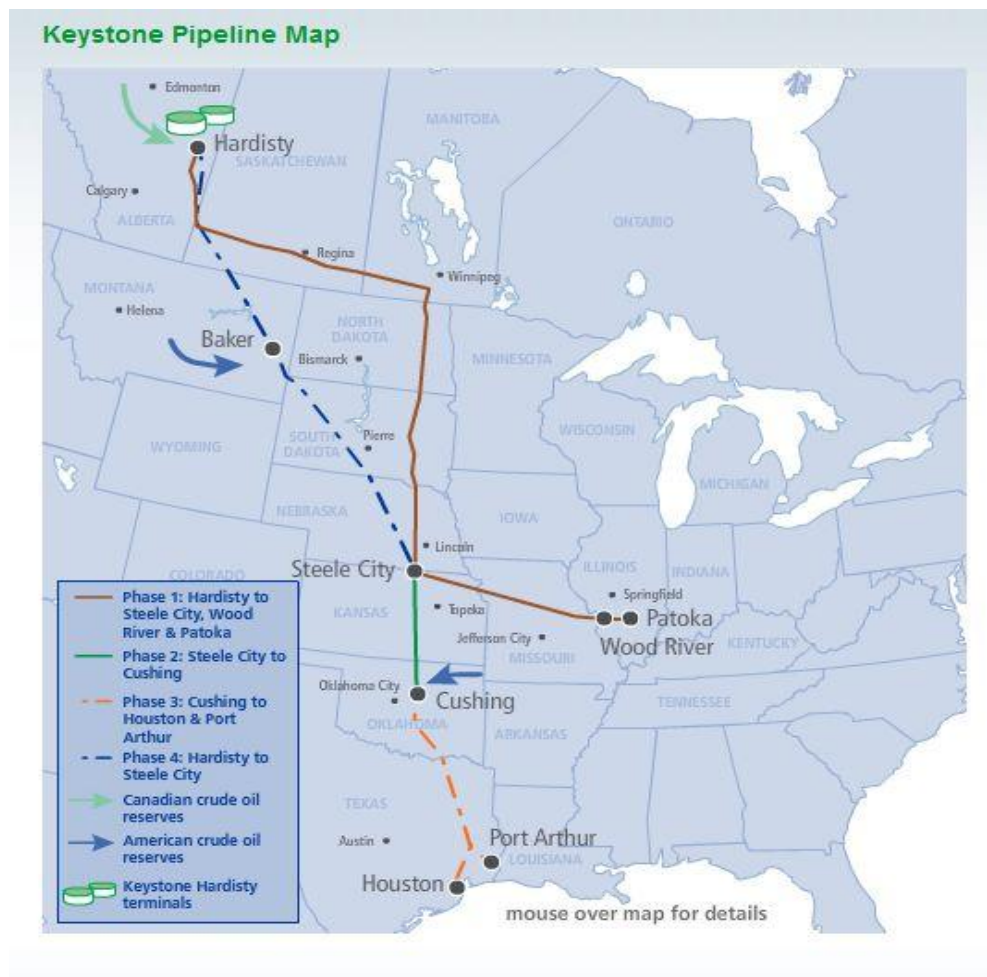 Keystone Pipeline Map
Edmonton
Hardisty
MANITOBA
SASKATCHEWAN
Calgary
ALBERTA
ONTARIO
Regina
Winnipeg
MONTANA
Helena
NORTH
DAKOTA
Baker
Bismarck
MINNESOTA
WISCONSIN
SOUTH
DAKOTA
Pierre
WYOMING
MICHIGAN
NEBRASKA
IOWA
Lincoln
Steele City
ILLINOIS
INDIANA
COLORADO
Springfield
KANSAS
Topeka
Patoka
Jefferson City
Wood River
KENTUCKY
MISSOURI
Oklahoma City
Cushing
TENNESSEE
OKLAHOMA
ARKANSAS
TEXAS
Austin
Port Arthur
LOUISIANA
Houston
mouse over map for details
Phase 1: Hardisty to
Steele City, Wood
River & Patoka
Phase 2: Steele City to
Cushing
Phase 3: Cushing to
Houston & Port
Arthur
Phase 4: Hardisty to
Steele City
Canadian crude oil
reserves
American crude oil
reserves
Keystone Hardisty
terminals